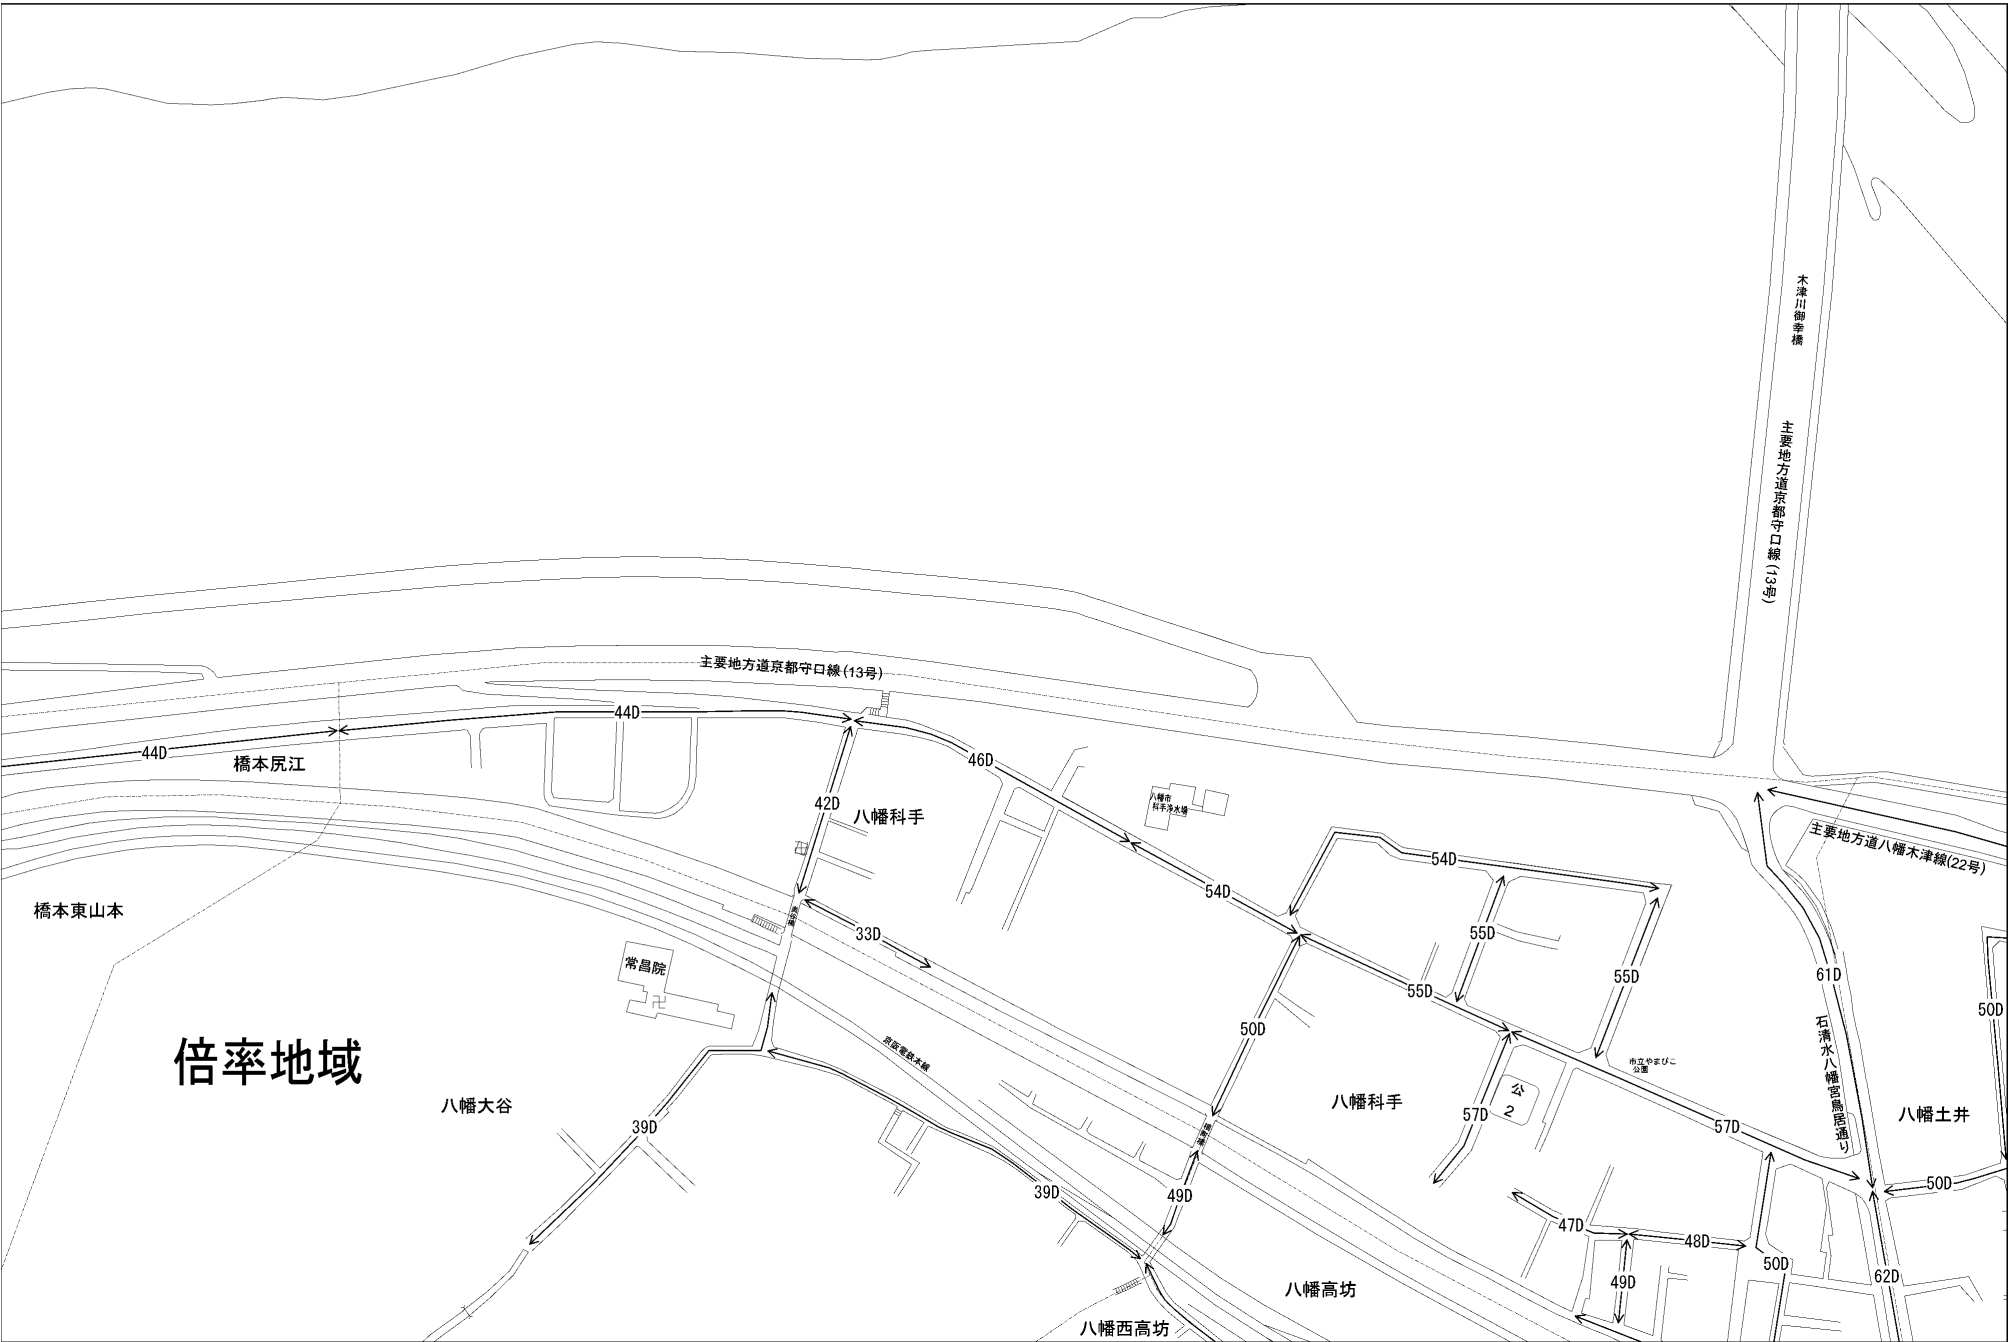 木津川御幸橋
主要地方道京都守口線(13号)
主要地方道京都守口線(13号)
44D
44D
橋本尻江
46D
42D
八幡科手
八幡市
科手浄水場
主要地方道八幡木津線(22号)
54D
54D
橋本東山本
33D
55D
常昌院
卍
55D
55D
61D
50D
50D
石清水八幡宮鳥居通り
京阪電鉄本線
倍率地域
市立やまびこ
公園
公
2
八幡大谷
八幡科手
57D
57D
八幡土井
39D
39D
49D
50D
47D
48D
50D
49D
62D
八幡高坊
八幡西高坊